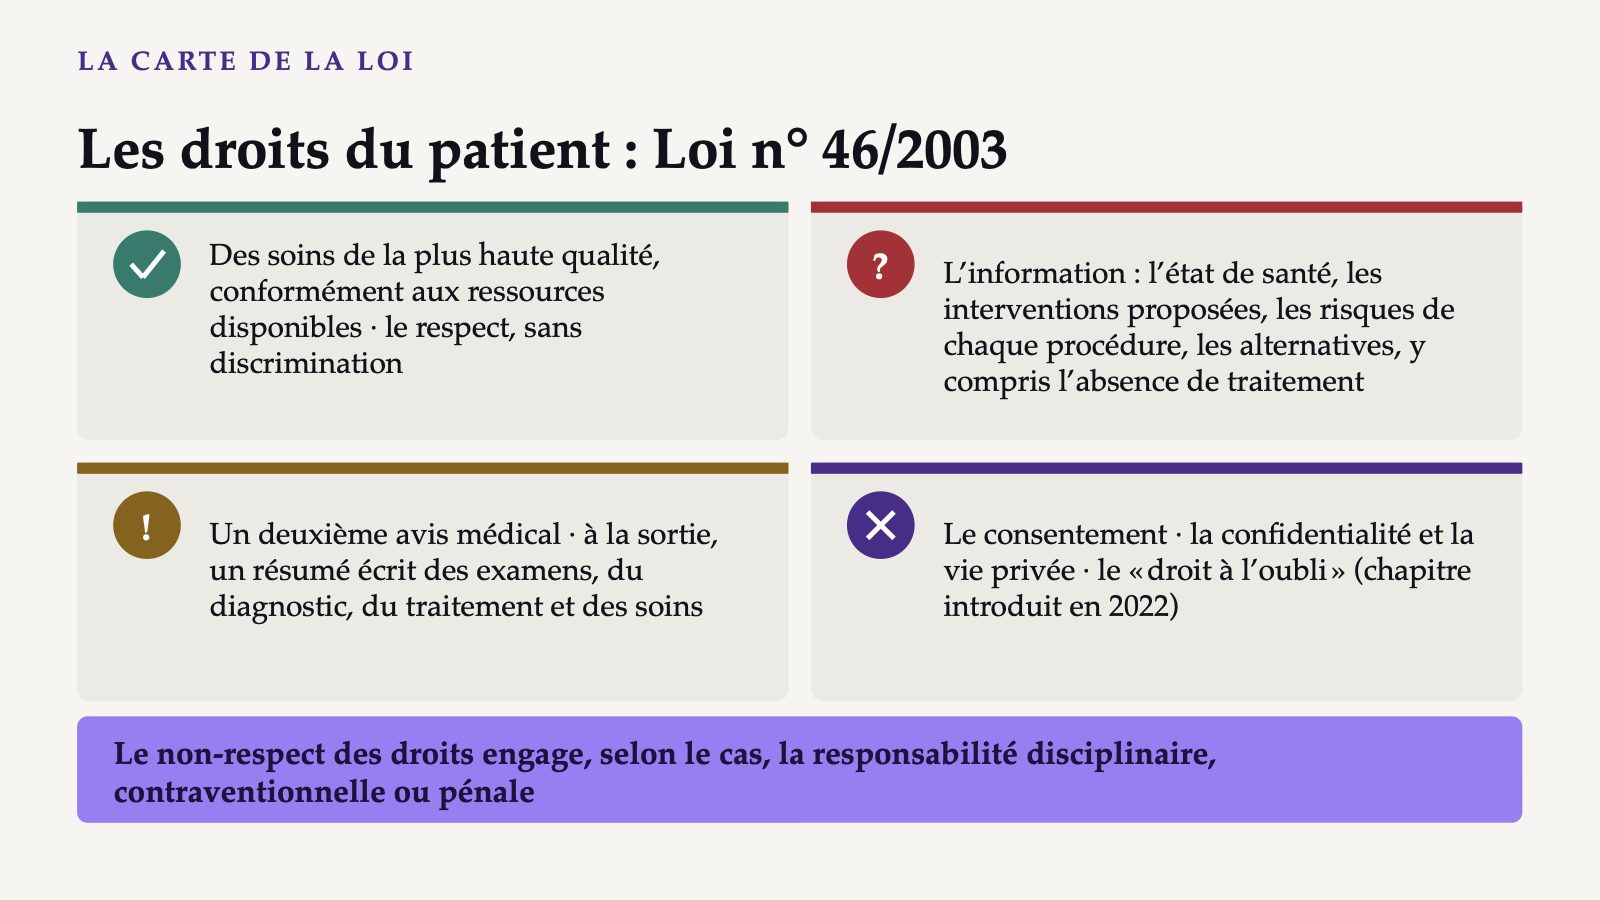 LA CARTE DE LA LOI
Les droits du patient : Loi n° 46/2003
Des soins de la plus haute qualité,
conformément aux ressources
disponibles · le respect, sans
discrimination
?
L’information : l’état de santé, les
interventions proposées, les risques de
chaque procédure, les alternatives, y
compris l’absence de traitement
!
Un deuxième avis médical · à la sortie,
un résumé écrit des examens, du
diagnostic, du traitement et des soins
Le consentement · la confidentialité et la
vie privée · le « droit à l’oubli » (chapitre
introduit en 2022)
Le non-respect des droits engage, selon le cas, la responsabilité disciplinaire,
contraventionnelle ou pénale